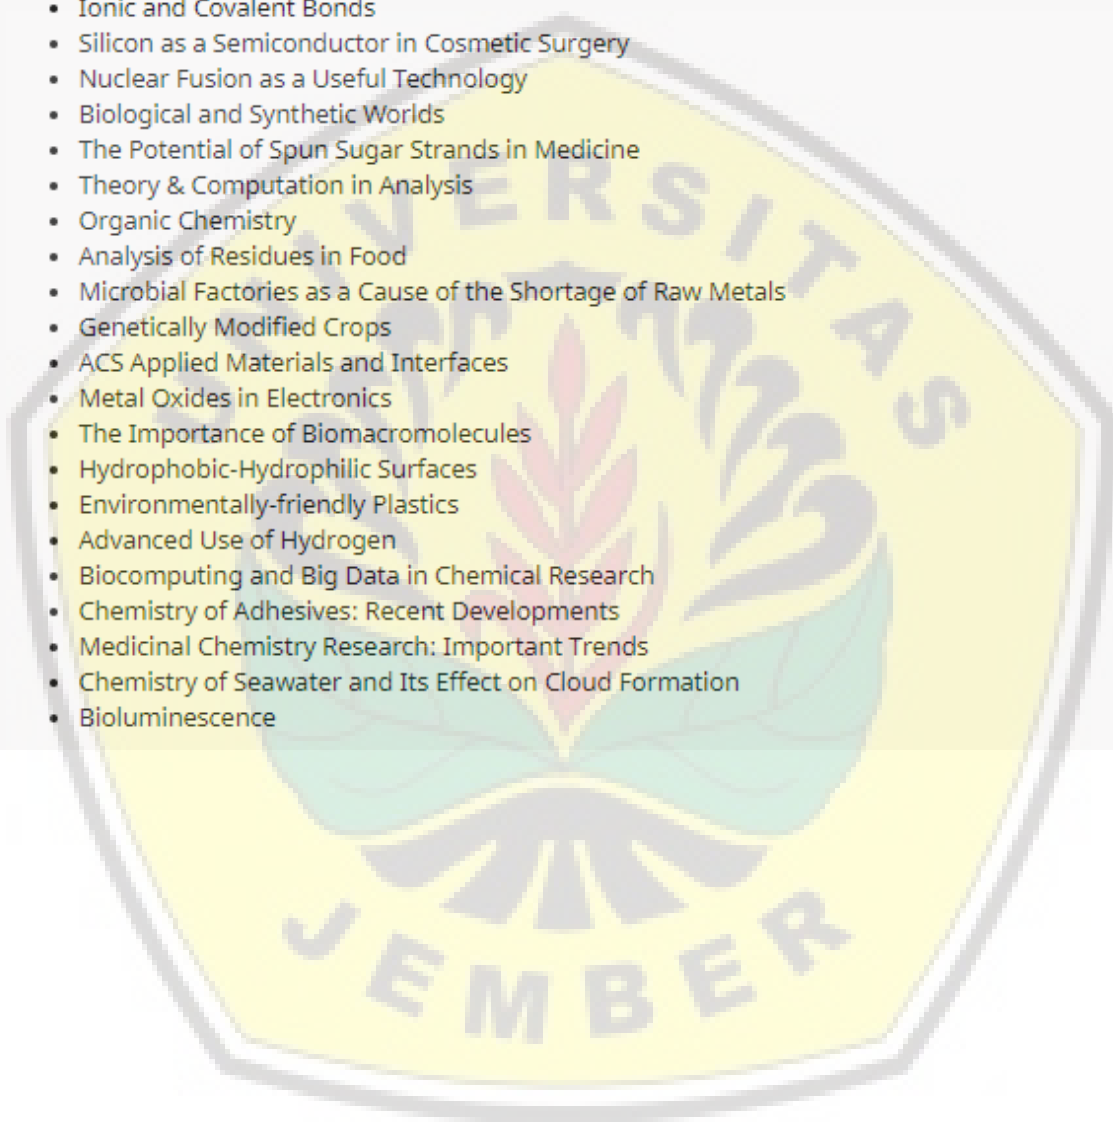 • Ionic and Covalent Bonds
• Silicon as a Semiconductor in Cosmetic Surgery
• Nuclear Fusion as a Useful Technology
• Biological and Synthetic Worlds
• The Potential of Spun Sugar Strands in Medicine
• Theory & Computation in Analysis
• Organic Chemistry
• Analysis of Residues in Food
• Microbial Factories as a Cause of the Shortage of Raw Metals
• Genetically Modified Crops
• ACS Applied Materials and Interfaces
• Metal Oxides in Electronics
• The Importance of Biomacromolecules
• Hydrophobic-Hydrophilic Surfaces
• Environmentally-friendly Plastics
• Advanced Use of Hydrogen
• Biocomputing and Big Data in Chemical Research
• Chemistry of Adhesives: Recent Developments
• Medicinal Chemistry Research: Important Trends
• Chemistry of Seawater and Its Effect on Cloud Formation
• Bioluminescence
UNIVERSITAS
JEMBER